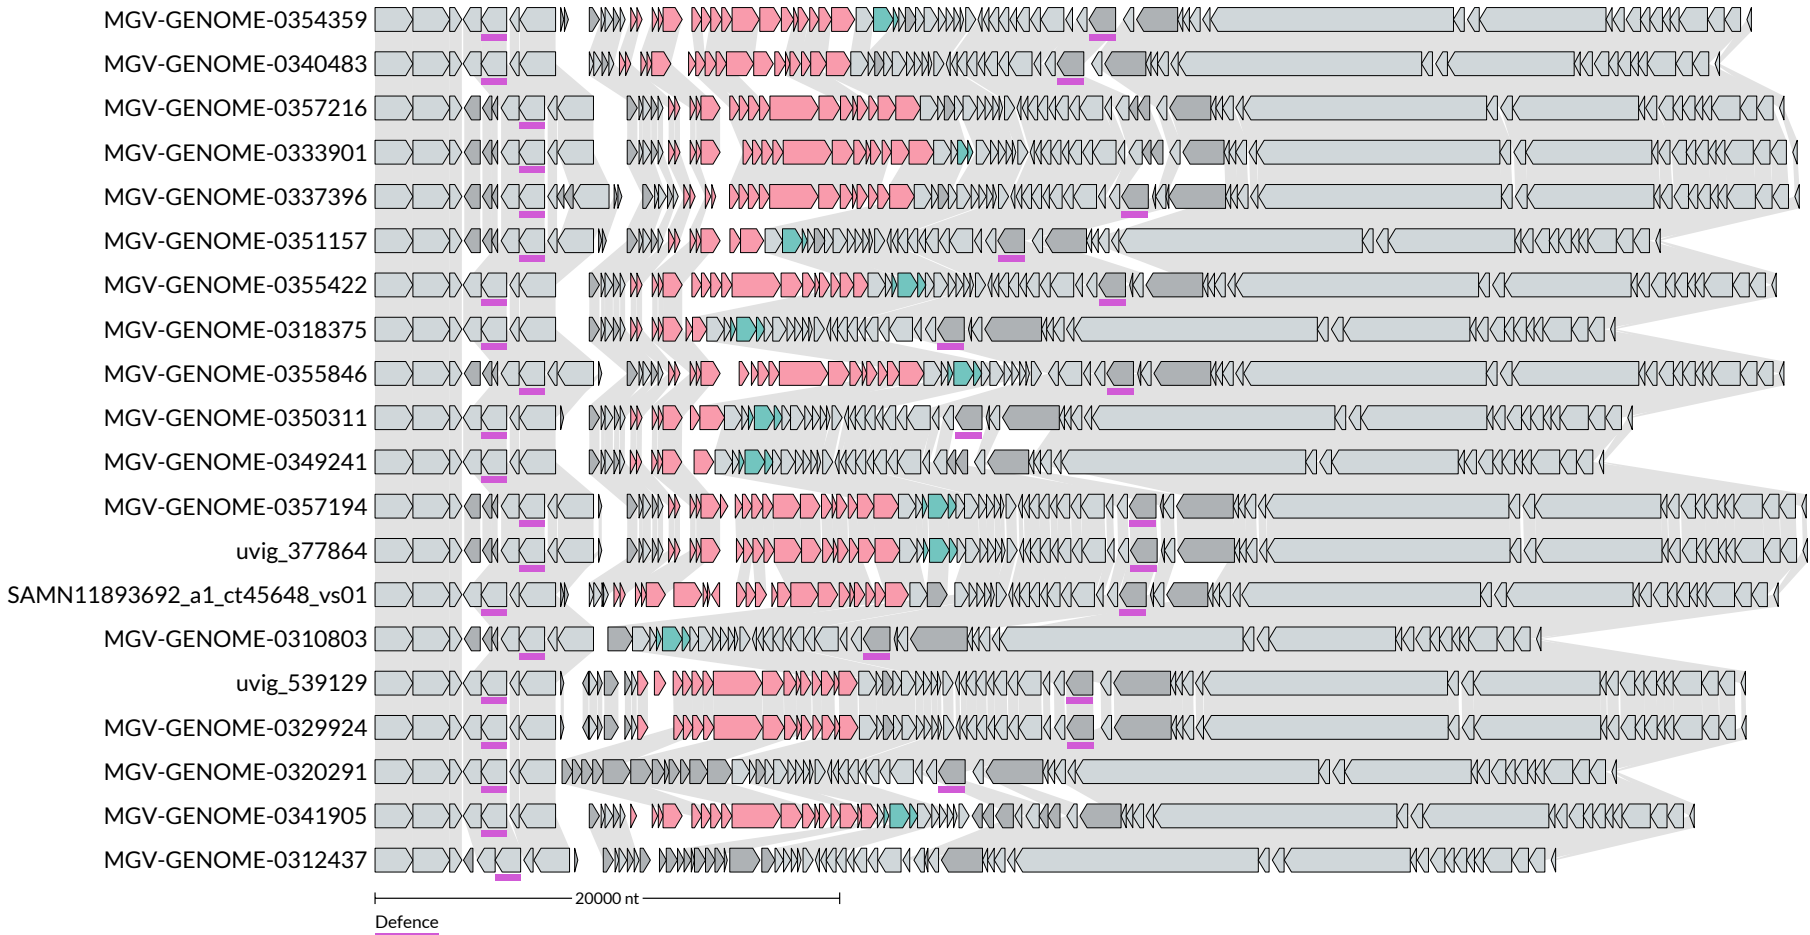 MGV-GENOME-0354359
MGV-GENOME-0340483
MGV-GENOME-0357216
MGV-GENOME-0333901
MGV-GENOME-0337396
MGV-GENOME-0351157
MGV-GENOME-0355422
MGV-GENOME-0318375
MGV-GENOME-0355846
MGV-GENOME-0350311
MGV-GENOME-0349241
MGV-GENOME-0357194
uvig_377864
SAMN11893692_a1_ct45648_vs01
MGV-GENOME-0310803
uvig_539129
MGV-GENOME-0329924
MGV-GENOME-0320291
MGV-GENOME-0341905
MGV-GENOME-0312437
20000 nt
Defence